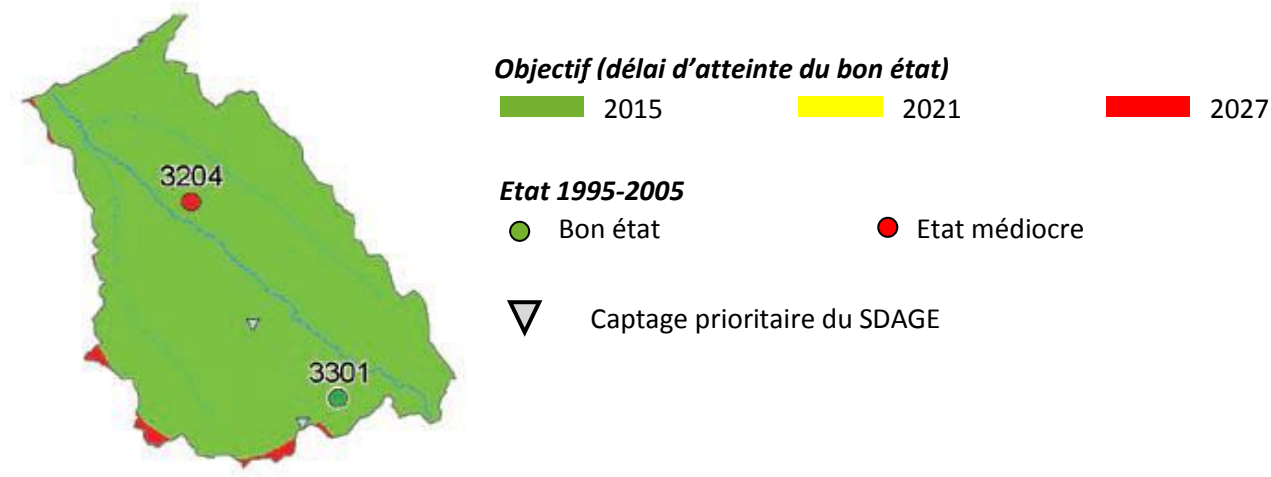 Objectif (délai d'atteinte du bon état)
2015 2021 2027
3204
Etat 1995-2005
Bon état Etat médiocre
Captage prioritaire du SDAGE
3301